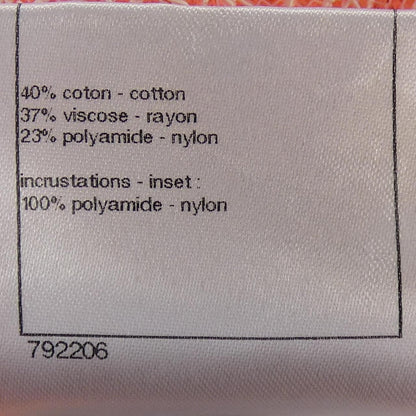 40% coton - cotton
37% viscose - rayon
23% polyamide - nylon
incrustations - inset :
100% polyamide - nylon
792206